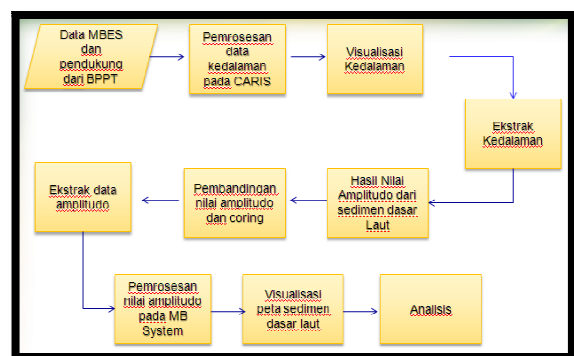 Data MBES
dan
pendukung
dari BPPT
Pemrosesan
data
kedalaman
pada CARIS
Visualisasi
Kedalaman
Ekstrak
Kedalaman
Hasil Nilai
Amplitudo dari
sedimen dasar
Laut
Pembandingan
nilai amplitudo
dan coring
Ekstrak data
amplitudo
Pemrosesan
nilai amplitudo
pada MB
System
Visualisasi
peta sedimen
dasar laut
Analisis